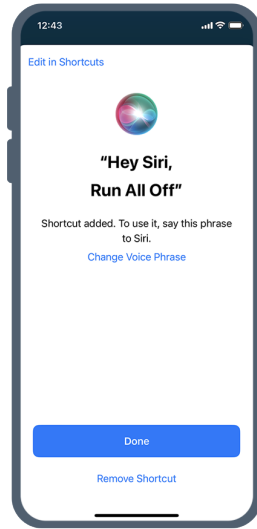 12:43
Edit in Shortcuts
“Hey Siri,
Run All Off”
Shortcut added. To use it, say this phrase
to Siri.
Change Voice Phrase
Done
Remove Shortcut